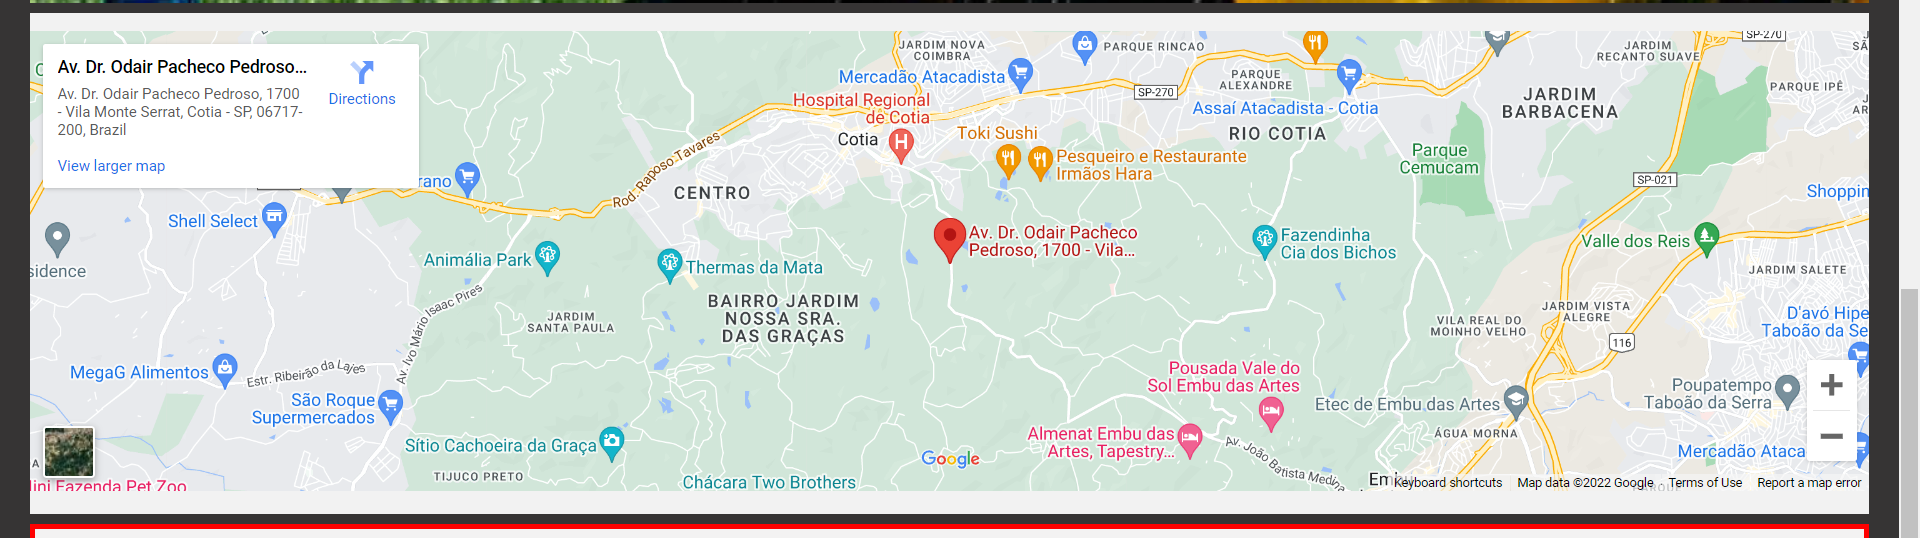 Av. Dr. Odair Pacheco Pedroso...
Av. Dr. Odair Pacheco Pedroso, 1700
- Vila Monte Serrat, Cotia - SP, 06717-
200, Brazil
Directions
View larger map
JARDIM NOVA
COIMBRA
PARQUE RINCAO
Mercadão Atacadista
PARQUE
ALEXANDRE
SP-270
SP-270
JARDIM
RECANTO SUAVE
PARQUE IPÊ
JARDIM
BARBACENA
Assaí Atacadista - Cotia
RIO COTIA
Hospital Regional
de Cotia
Cotia
Toki Sushi
Pesqueiro e Restaurante
Irmãos Hara
Parque
Cemucam
SP-021
Shoppin
Rod. Raposo Tavares
CENTRO
rano
Shell Select
sidence
Animália Park
Thermas da Mata
Av. Dr. Odair Pacheco
Pedroso, 1700 - Vila...
Fazendinha
Cia dos Bichos
Valle dos Reis
JARDIM SALETE
BAIRRO JARDIM
NOSSA SRA.
DAS GRAÇAS
JARDIM
SANTA PAULA
Av. Ivo Mário Isaac Pires
JARDIM VISTA
ALEGRE
VILA REAL DO
MOINHO VELHO
D'avó Hipe
Taboão da Se
116
MegaG Alimentos
Estr. Ribeirão da Lajes
São Roque
Supermercados
Pousada Vale do
Sol Embu das Artes
Etec de Embu das Artes
Poupatempo
Taboão da Serra
ÁGUA MORNA
Almenat Embu das
Artes, Tapestry...
Av. João Batista Medin
Mercadão Ataca
Sítio Cachoeira da Graça
TIJUCO PRETO
Google
Chácara Two Brothers
Mini Fazenda Pet Zoo
Keyboard shortcuts
Map data ©2022 Google
Terms of Use
Report a map error